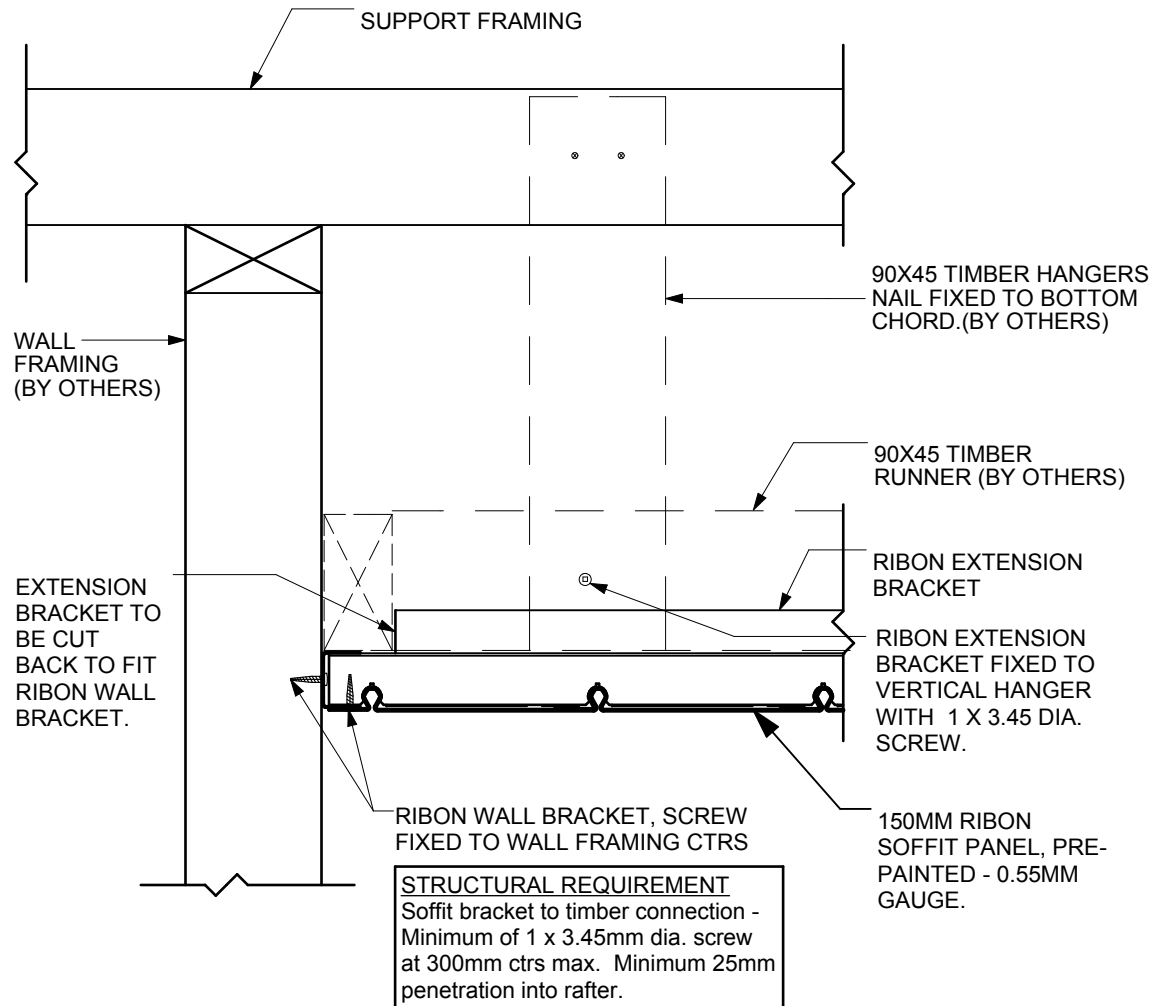 SUPPORT FRAMING
90X45 TIMBER HANGERS
NAIL FIXED TO BOTTOM
CHORD.(BY OTHERS)
WALL
FRAMING
(BY OTHERS)
90X45 TIMBER
RUNNER (BY OTHERS)
RIBON EXTENSION
BRACKET
EXTENSION
BRACKET TO
BE CUT
BACK TO FIT
RIBON WALL
BRACKET.
RIBON EXTENSION
BRACKET FIXED TO
VERTICAL HANGER
WITH 1 X 3.45 DIA.
SCREW.
RIBON WALL BRACKET, SCREW
FIXED TO WALL FRAMING CTRS
150MM RIBON
SOFFIT PANEL, PRE-
PAINTED - 0.55MM
GAUGE.
STRUCTURAL REQUIREMENT
Soffit bracket to timber connection -
Minimum of 1 x 3.45mm dia. screw
at 300mm ctrs max. Minimum 25mm
penetration into rafter.